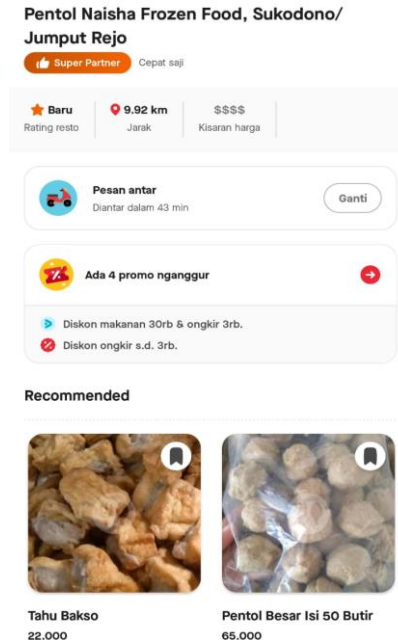 Pentol Naisha Frozen Food, Sukodono/
Jumput Rejo
Super Partner Cepat saji
Baru 9.92 km $$$$
Rating resto Jarak Kisaran harga
Pesan antar
Diantar dalam 43 min
Ganti
Ada 4 promo nganggur
Diskon makanan 30rb & ongkir 3rb.
Diskon ongkir s.d. 3rb.
Recommended
Tahu Bakso Pentol Besar Isi 50 Butir
22.000 65.000